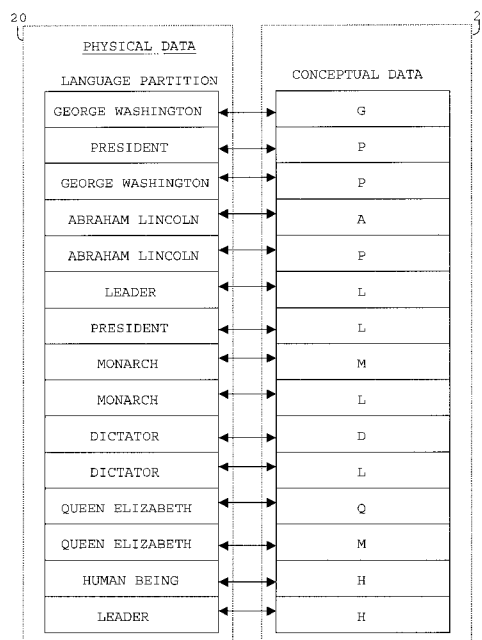 20
2
PHYSICAL DATA
LANGUAGE PARTITION
CONCEPTUAL DATA
GEORGE WASHINGTON G
PRESIDENT P
GEORGE WASHINGTON P
ABRAHAM LINCOLN A
ABRAHAM LINCOLN P
LEADER L
PRESIDENT L
MONARCH M
MONARCH L
DICTATOR D
DICTATOR L
QUEEN ELIZABETH Q
QUEEN ELIZABETH M
HUMAN BEING H
LEADER H